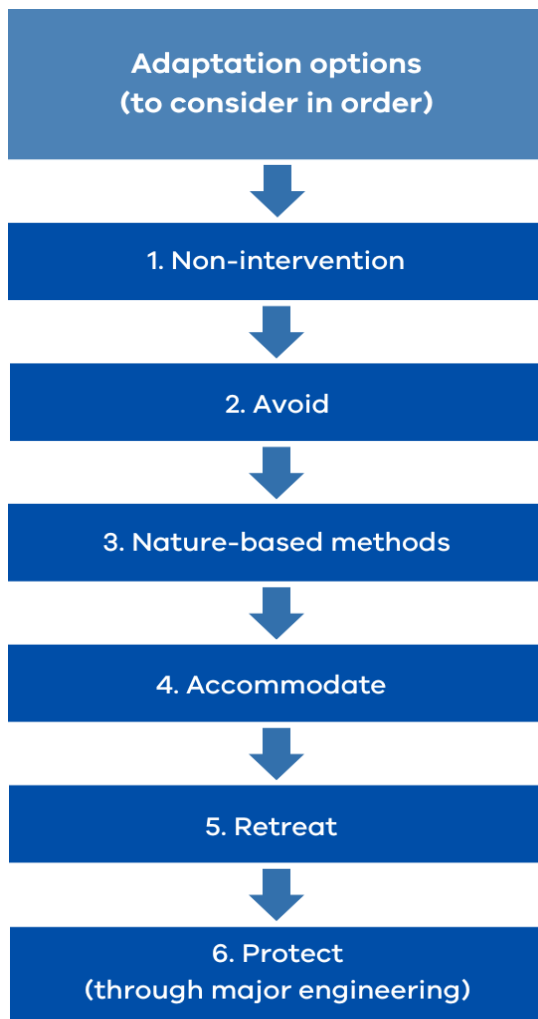 Adaptation options
(to consider in order)
1. Non-intervention
2. Avoid
3. Nature-based methods
4. Accommodate
5. Retreat
6. Protect
(through major engineering)